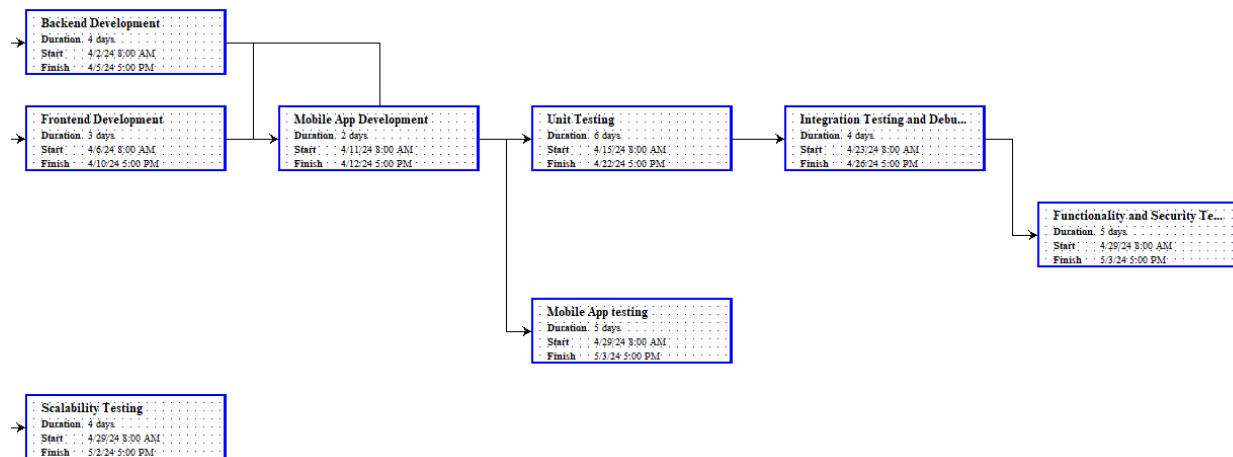 Backend Development
Duration. 4 days.
Start 4/2/24 8:00 AM
Finish 4/5/24 5:00 PM
Frontend Development
Duration. 3 days.
Start 4/6/24 8:00 AM
Finish 4/10/24 5:00 PM
Mobile App Development
Duration. 2 days.
Start 4/11/24 8:00 AM
Finish 4/12/24 5:00 PM
Unit Testing
Duration. 6 days.
Start 4/15/24 8:00 AM
Finish 4/22/24 5:00 PM
Integration Testing and Debu...
Duration. 4 days.
Start 4/23/24 8:00 AM
Finish 4/26/24 5:00 PM
Functionality and Security Te...
Duration. 5 days.
Start 4/29/24 8:00 AM
Finish 5/3/24 5:00 PM
Mobile App testing
Duration. 5 days.
Start 4/29/24 8:00 AM
Finish 5/3/24 5:00 PM
Scalability Testing
Duration. 4 days.
Start 4/29/24 8:00 AM
Finish 5/2/24 5:00 PM